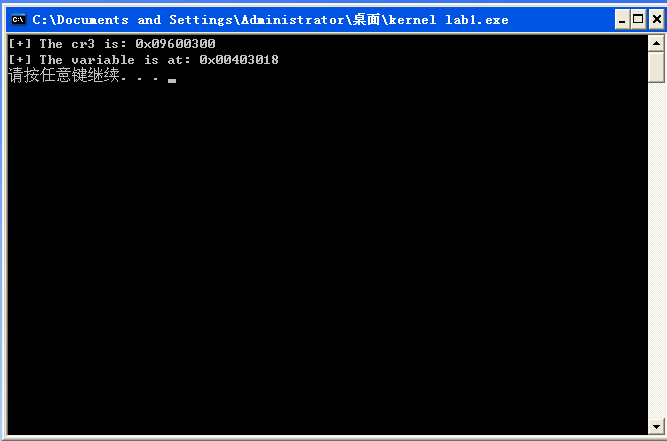 C:\Documents and Settings\Administrator\桌面\kernel lab1.exe
[+] The cr3 is: 0x09600300
[+] The variable is at: 0x00403018
请按任意键继续. . .